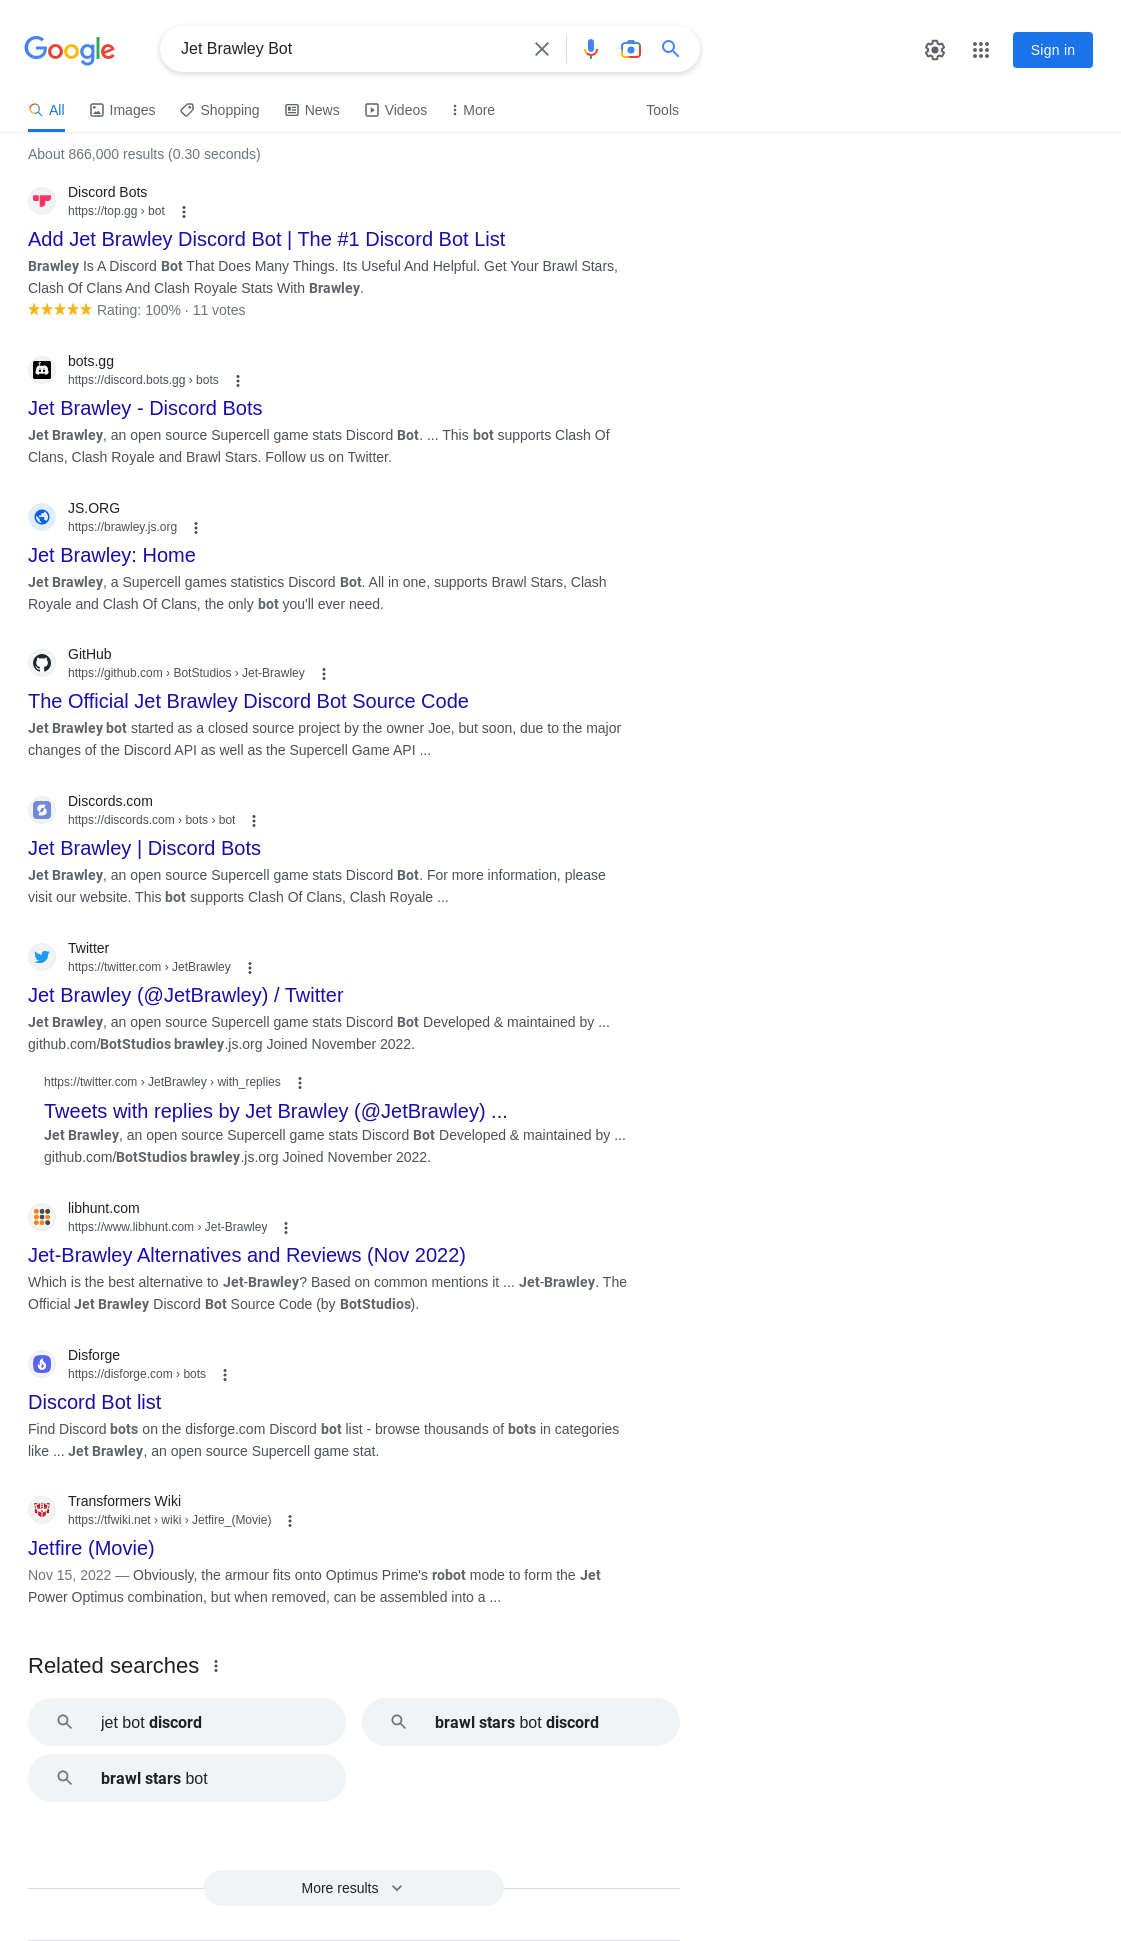 Google
Jet Brawley Bot
Sign in
All Images Shopping News Videos More Tools
About 866,000 results (0.30 seconds)
Discord Bots
https://top.gg › bot
Add Jet Brawley Discord Bot | The #1 Discord Bot List
Brawley Is A Discord Bot That Does Many Things. Its Useful And Helpful. Get Your Brawl Stars,
Clash Of Clans And Clash Royale Stats With Brawley.
Rating: 100% · 11 votes
bots.gg
https://discord.bots.gg › bots
Jet Brawley - Discord Bots
Jet Brawley, an open source Supercell game stats Discord Bot. ... This bot supports Clash Of
Clans, Clash Royale and Brawl Stars. Follow us on Twitter.
JS.ORG
https://brawley.js.org
Jet Brawley: Home
Jet Brawley, a Supercell games statistics Discord Bot. All in one, supports Brawl Stars, Clash
Royale and Clash Of Clans, the only bot you'll ever need.
GitHub
https://github.com › BotStudios › Jet-Brawley
The Official Jet Brawley Discord Bot Source Code
Jet Brawley bot started as a closed source project by the owner Joe, but soon, due to the major
changes of the Discord API as well as the Supercell Game API ...
Discords.com
https://discords.com › bots › bot
Jet Brawley | Discord Bots
Jet Brawley, an open source Supercell game stats Discord Bot. For more information, please
visit our website. This bot supports Clash Of Clans, Clash Royale ...
Twitter
https://twitter.com › JetBrawley
Jet Brawley (@JetBrawley) / Twitter
Jet Brawley, an open source Supercell game stats Discord Bot Developed & maintained by ...
github.com/BotStudios brawley.js.org Joined November 2022.
https://twitter.com › JetBrawley › with_replies
Tweets with replies by Jet Brawley (@JetBrawley) ...
Jet Brawley, an open source Supercell game stats Discord Bot Developed & maintained by ...
github.com/BotStudios brawley.js.org Joined November 2022.
libhunt.com
https://www.libhunt.com › Jet-Brawley
Jet-Brawley Alternatives and Reviews (Nov 2022)
Which is the best alternative to Jet-Brawley? Based on common mentions it ... Jet-Brawley. The
Official Jet Brawley Discord Bot Source Code (by BotStudios).
Disforge
https://disforge.com › bots
Discord Bot list
Find Discord bots on the disforge.com Discord bot list - browse thousands of bots in categories
like ... Jet Brawley, an open source Supercell game stat.
Transformers Wiki
https://tfwiki.net › wiki › Jetfire_(Movie)
Jetfire (Movie)
Nov 15, 2022 — Obviously, the armour fits onto Optimus Prime's robot mode to form the Jet
Power Optimus combination, but when removed, can be assembled into a ...
Related searches
jet bot discord
brawl stars bot discord
brawl stars bot
More results